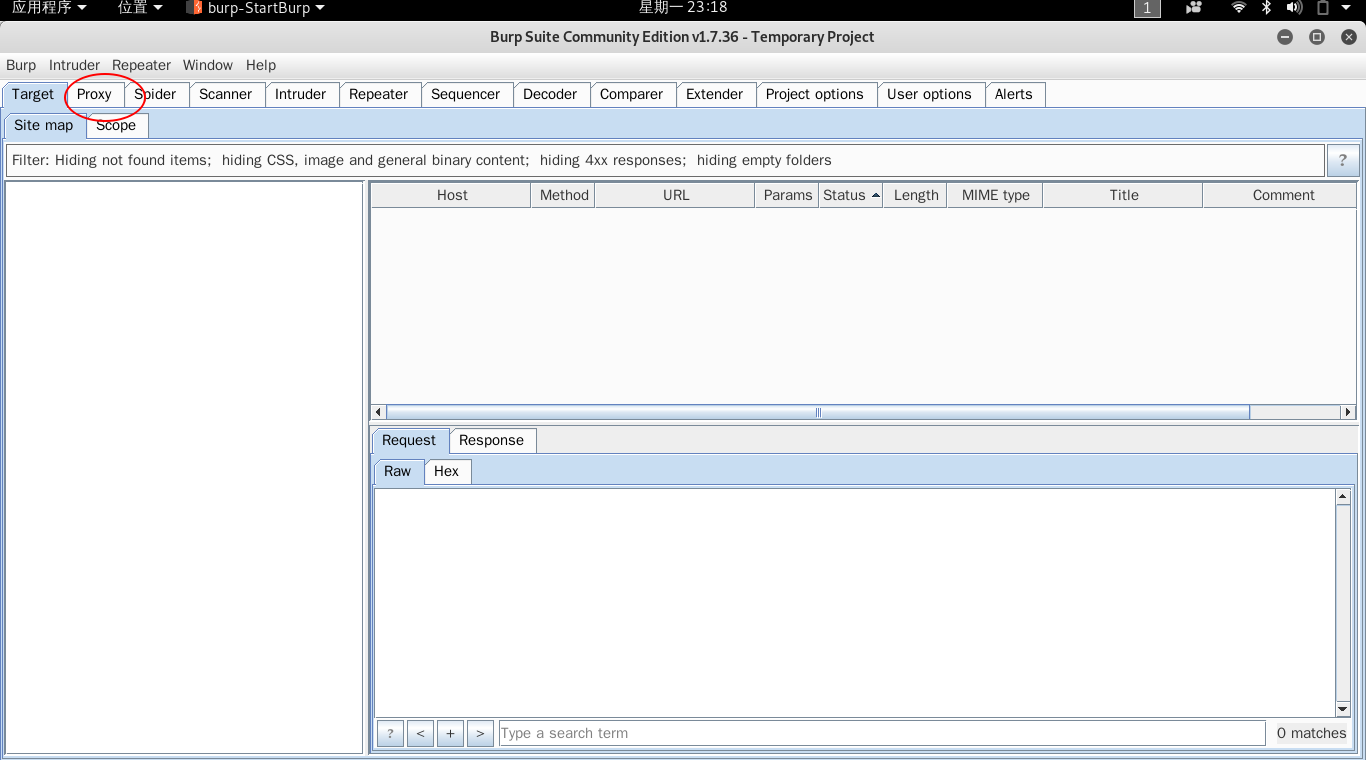 应用程序 位置 burp-StartBurp 星期一 23:18 1
Burp Suite Community Edition v1.7.36 - Temporary Project
Burp Intruder Repeater Window Help
Target Proxy Spider Scanner Intruder Repeater Sequencer Decoder Comparer Extender Project options User options Alerts
Site map Scope
Filter: Hiding not found items; hiding CSS, image and general binary content; hiding 4xx responses; hiding empty folders ?
Host Method URL Params Status Length MIME type Title Comment
Request Response
Raw Hex
? < + > Type a search term 0 matches